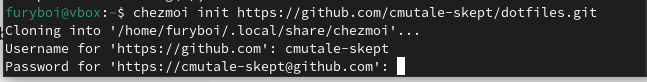 furyboi@vbox:~$ chezmoi init https://github.com/cmutale-skept/dotfiles.git
Cloning into '/home/furyboi/.local/share/chezmoi'...
Username for 'https://github.com': cmutale-skept
Password for 'https://cmutale-skept@github.com':